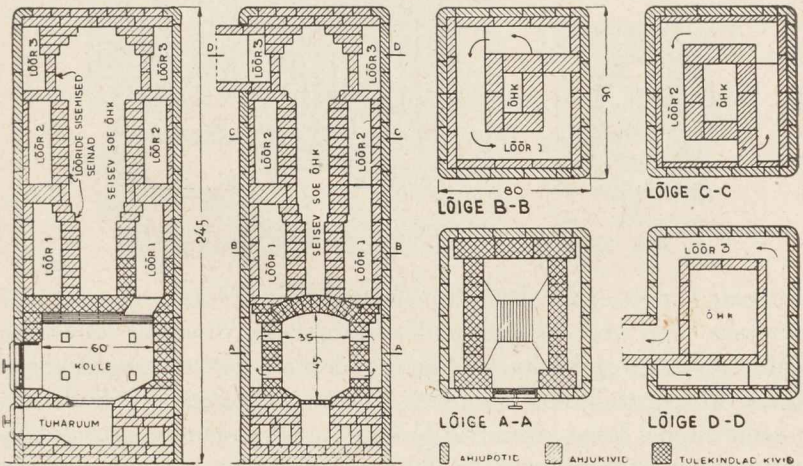 LÕÕR 3
LÕÕR 3
LÕÕR 2
LÕÕR 2
LÕÕRIDE SISEMISED
SEINAD
SEISEV SOE ÕHK
LÕÕR 1
LÕÕR 1
60
KOLLE
TUHARUUM
245
D
LÕÕR 3
LÕÕR 3
D
C
LÕÕR 2
LÕÕR 2
C
SEISEV SOE ÕHK
B
LÕÕR 1
LÕÕR 1
B
A
35
45
A
ÕHK
LÕÕR 1
90
80
LÕIGE B-B
LÕÕR 2
ÕHK
LÕIGE C-C
LÕIGE A-A
LÕÕR 3
ÕHK
LÕIGE D-D
AHJUPOTID
AHJUKIVID
TULEKINDLAD KIVID